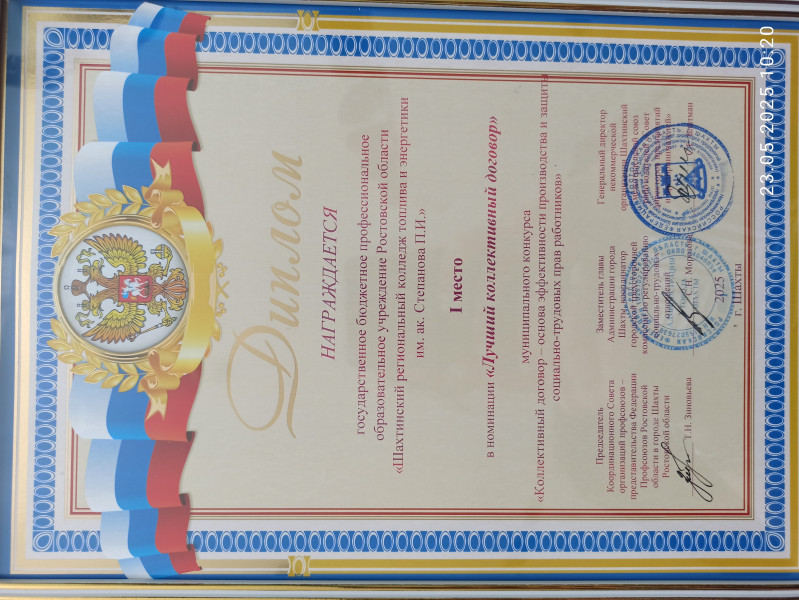 Диплом
НАГРАЖДАЕТСЯ
государственное бюджетное профессиональное
образовательное учреждение Ростовской области
«Шахтинский региональный колледж топлива и энергетики
им. ак. Степанова П.И.»
I место
в номинации «Лучший коллективный договор»
муниципального конкурса
«Коллективный договор – основа эффективности производства и защиты
социально-трудовых прав работников»
Председатель
Координационного Совета
организаций профсоюзов –
представительства Федерации
Профсоюзов Ростовской
области в городе Шахты
Ростовской области
Т.Н. Зиновьева
Заместитель главы
Администрации города
Шахты, координатор
городской трехсторонней
комиссии по регулированию
социально-трудовых
отношений
2025
г. Шахты
Генеральный директор
некоммерческой
организации Шахтинский
союз
23.05.2025 10:20